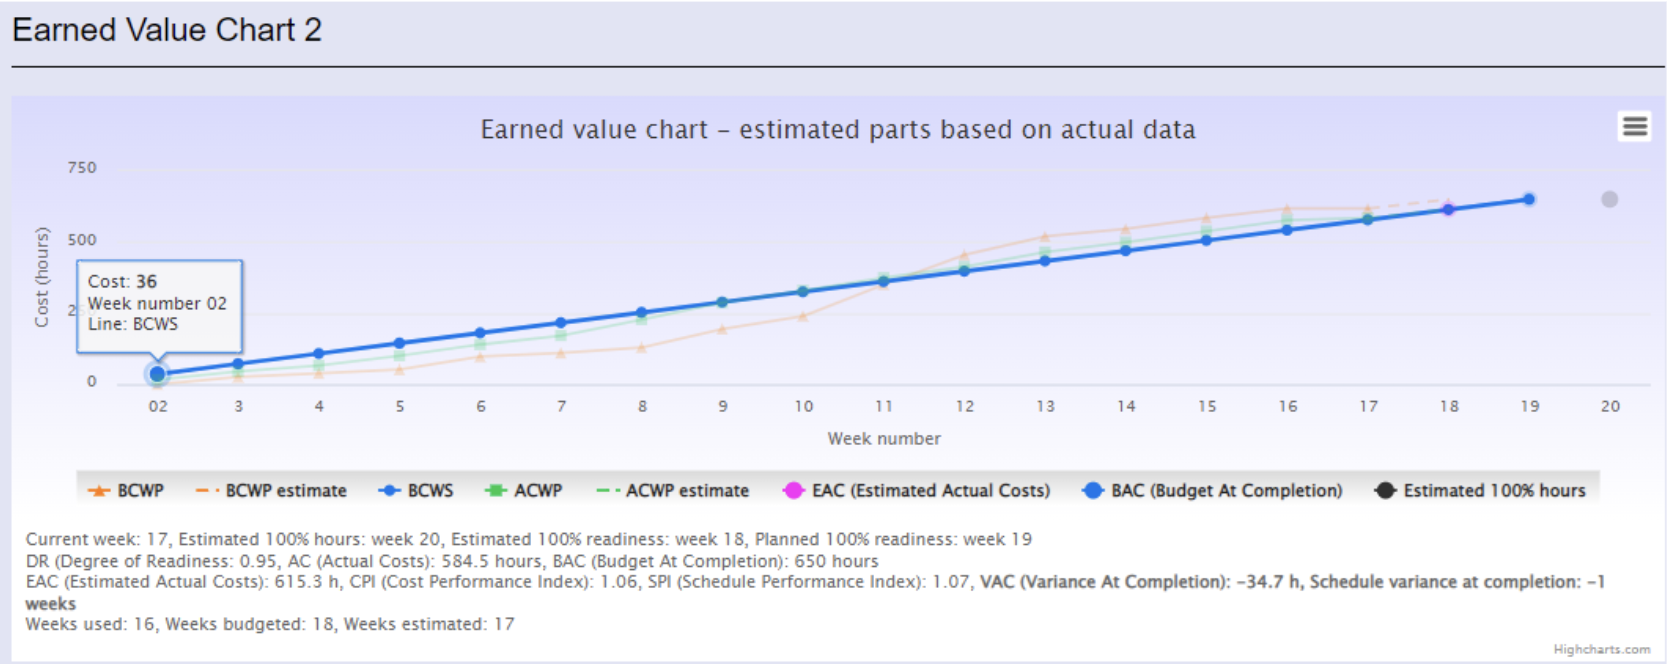 Earned Value Chart 2
Earned value chart – estimated parts based on actual data
750
500
0
Cost (hours)
Cost: 36
Week number 02
Line: BCWS
02 3 4 5 6 7 8 9 10 11 12 13 14 15 16 17 18 19 20
Week number
BCWP BCWP estimate BCWS ACWP ACWP estimate EAC (Estimated Actual Costs) BAC (Budget At Completion) Estimated 100% hours
Current week: 17, Estimated 100% hours: week 20, Estimated 100% readiness: week 18, Planned 100% readiness: week 19
DR (Degree of Readiness: 0.95, AC (Actual Costs): 584.5 hours, BAC (Budget At Completion): 650 hours
EAC (Estimated Actual Costs): 615.3 h, CPI (Cost Performance Index): 1.06, SPI (Schedule Performance Index): 1.07, VAC (Variance At Completion): -34.7 h, Schedule variance at completion: -1
weeks
Weeks used: 16, Weeks budgeted: 18, Weeks estimated: 17
Highcharts.com